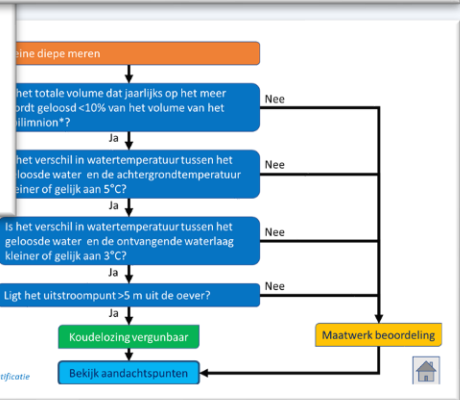 eine diepe meren
het totale volume dat jaarlijks op het meer
ordt geloosd <10% van het volume van het
pilimnion*?
Nee
Ja
het verschil in watertemperatuur tussen het
eloosde water en de achtergrondtemperatuur
leiner of gelijk aan 5°C?
Nee
Ja
Is het verschil in watertemperatuur tussen het
geloosde water en de ontvangende waterlaag
kleiner of gelijk aan 3°C?
Nee
Ja
Ligt het uitstroompunt >5 m uit de oever?
Nee
Ja
Koudelozing vergunbaar
Maatwerk beoordeling
Bekijk aandachtspunten
tificatie